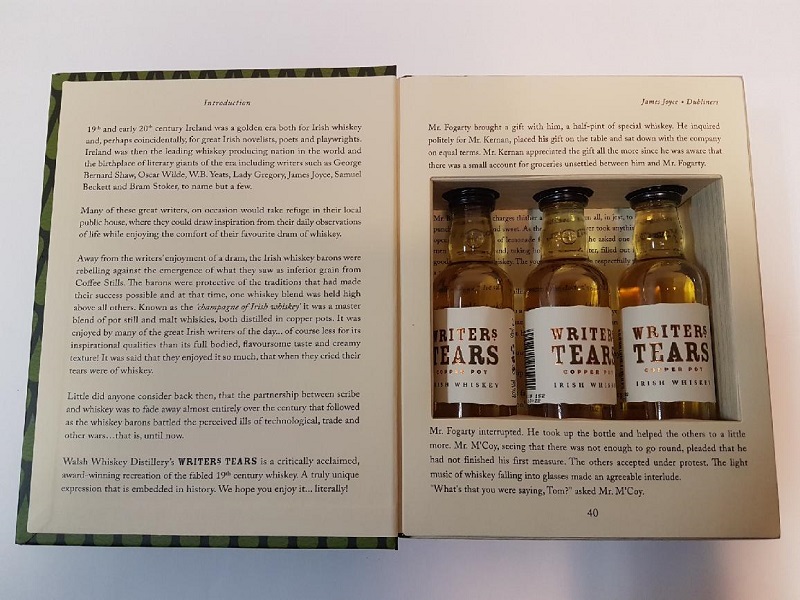 Introduction
19th and early 20th century Ireland was a golden era both for Irish whiskey
and, perhaps coincidentally, for great Irish novelists, poets and playwrights.
Ireland was then the leading whiskey producing nation in the world and
the birthplace of literary giants of the era including writers such as George
Bernard Shaw, Oscar Wilde, W.B. Yeats, Lady Gregory, James Joyce, Samuel
Beckett and Bram Stoker, to name but a few.
Many of these great writers, on occasion would take refuge in their local
public house, where they could draw inspiration from their daily observations
of life while enjoying the comfort of their favourite dram of whiskey.
Away from the writers' enjoyment of a dram, the Irish whiskey barons were
rebelling against the emergence of what they saw as inferior grain from
Coffee Stills. The barons were protective of the traditions that had made
their success possible and at that time, one whiskey blend was held high
above all others. Known as the 'champagne of Irish whiskey' it was a master
blend of pot still and malt whiskies, both distilled in copper pots. It was
enjoyed by many of the great Irish writers of the day... of course less for its
inspirational qualities than its full bodied, flavoursome taste and creamy
texture! It was said that they enjoyed it so much, that when they cried their
tears were of whiskey.
Little did anyone consider back then, that the partnership between scribe
and whiskey was to fade away almost entirely over the century that followed
as the whiskey barons battled the perceived ills of technological, trade and
other wars...that is, until now.
Walsh Whiskey Distillery's WRITERS TEARS is a critically acclaimed,
award-winning recreation of the fabled 19th century whiskey. A truly unique
expression that is embedded in history. We hope you enjoy it... literally!
James Joyce • Dubliners
Mr. Fogarty brought a gift with him, a half-pint of special whiskey. He inquired
politely for Mr. Kernan, placed his gift on the table and sat down with the company
on equal terms. Mr. Kernan appreciated the gift all the more since he was aware that
there was a small account for groceries unsettled between him and Mr. Fogarty.
WRITERS
TEARS
COPPER POT
IRISH WHISKEY
WRITERS
TEARS
COPPER POT
IRISH WHISKEY
WRITERS
TEARS
COPPER POT
IRISH WHISKEY
Mr. Fogarty interrupted. He took up the bottle and helped the others to a little
more. Mr. M'Coy, seeing that there was not enough to go round, pleaded that he
had not finished his first measure. The others accepted under protest. The light
music of whiskey falling into glasses made an agreeable interlude.
"What's that you were saying, Tom?" asked Mr. M'Coy.
40